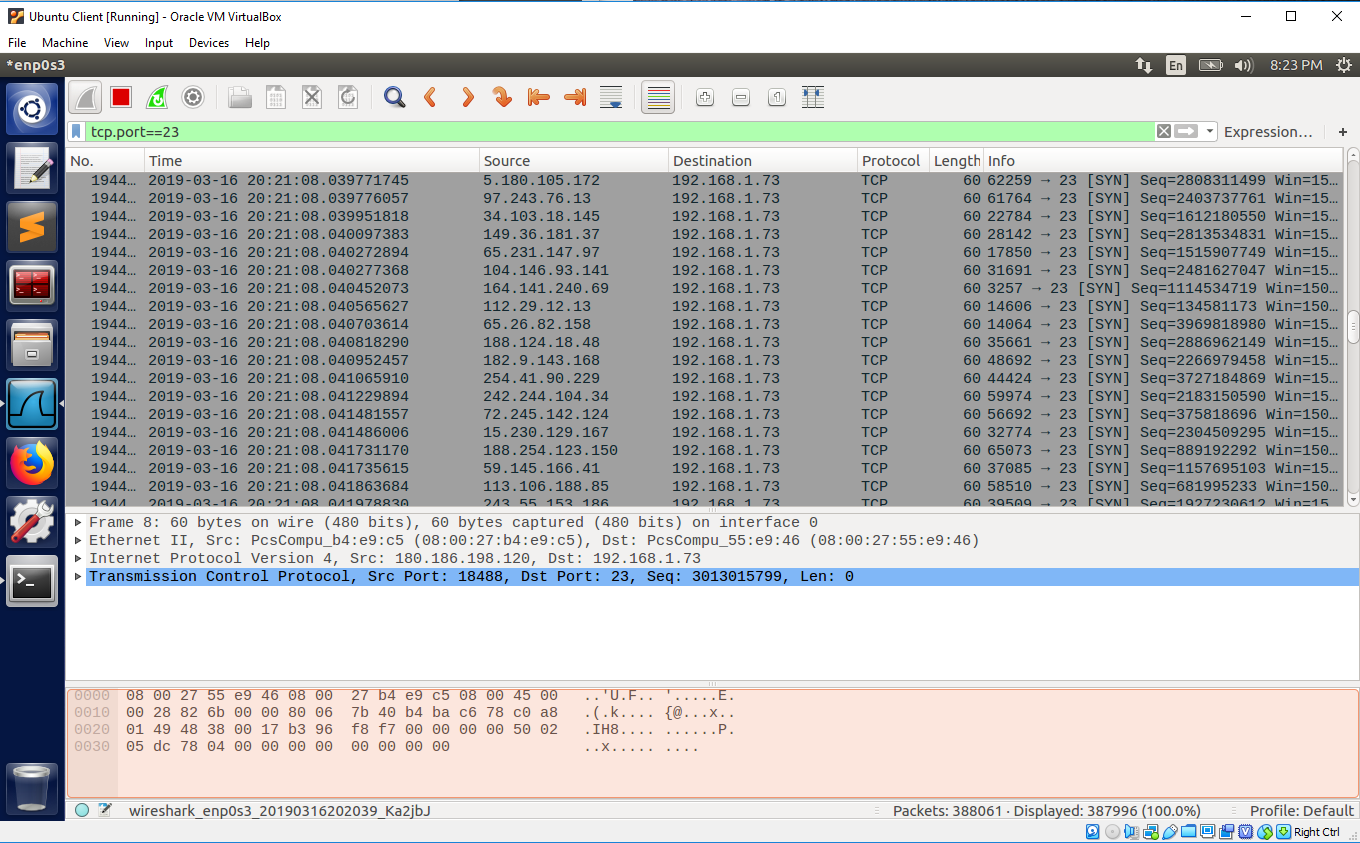 Ubuntu Client [Running] - Oracle VM VirtualBox
File Machine View Input Devices Help
*enp0s3 En 8:23 PM
tcp.port==23 Expression… +
No. Time Source Destination Protocol Length Info
1944… 2019-03-16 20:21:08.039771745 5.180.105.172 192.168.1.73 TCP 60 62259 → 23 [SYN] Seq=2808311499 Win=15…
1944… 2019-03-16 20:21:08.039776057 97.243.76.13 192.168.1.73 TCP 60 61764 → 23 [SYN] Seq=2403737761 Win=15…
1944… 2019-03-16 20:21:08.039951818 34.103.18.145 192.168.1.73 TCP 60 22784 → 23 [SYN] Seq=1612180550 Win=15…
1944… 2019-03-16 20:21:08.040097383 149.36.181.37 192.168.1.73 TCP 60 28142 → 23 [SYN] Seq=2813534831 Win=15…
1944… 2019-03-16 20:21:08.040272894 65.231.147.97 192.168.1.73 TCP 60 17850 → 23 [SYN] Seq=1515907749 Win=15…
1944… 2019-03-16 20:21:08.040277368 104.146.93.141 192.168.1.73 TCP 60 31691 → 23 [SYN] Seq=2481627047 Win=15…
1944… 2019-03-16 20:21:08.040452073 164.141.240.69 192.168.1.73 TCP 60 3257 → 23 [SYN] Seq=1114534719 Win=150…
1944… 2019-03-16 20:21:08.040565627 112.29.12.13 192.168.1.73 TCP 60 14606 → 23 [SYN] Seq=134581173 Win=150…
1944… 2019-03-16 20:21:08.040703614 65.26.82.158 192.168.1.73 TCP 60 14064 → 23 [SYN] Seq=3969818980 Win=15…
1944… 2019-03-16 20:21:08.040818290 188.124.18.48 192.168.1.73 TCP 60 35661 → 23 [SYN] Seq=2886962149 Win=15…
1944… 2019-03-16 20:21:08.040952457 182.9.143.168 192.168.1.73 TCP 60 48692 → 23 [SYN] Seq=2266979458 Win=15…
1944… 2019-03-16 20:21:08.041065910 254.41.90.229 192.168.1.73 TCP 60 44424 → 23 [SYN] Seq=3727184869 Win=15…
1944… 2019-03-16 20:21:08.041229894 242.244.104.34 192.168.1.73 TCP 60 59974 → 23 [SYN] Seq=2183150590 Win=15…
1944… 2019-03-16 20:21:08.041481557 72.245.142.124 192.168.1.73 TCP 60 56692 → 23 [SYN] Seq=375818696 Win=150…
1944… 2019-03-16 20:21:08.041486006 15.230.129.167 192.168.1.73 TCP 60 32774 → 23 [SYN] Seq=2304509295 Win=15…
1944… 2019-03-16 20:21:08.041731170 188.254.123.150 192.168.1.73 TCP 60 65073 → 23 [SYN] Seq=889192292 Win=150…
1944… 2019-03-16 20:21:08.041735615 59.145.166.41 192.168.1.73 TCP 60 37085 → 23 [SYN] Seq=1157695103 Win=15…
1944… 2019-03-16 20:21:08.041863684 113.106.188.85 192.168.1.73 TCP 60 58510 → 23 [SYN] Seq=681995233 Win=150…
1944… 2019-03-16 20:21:08.041978830 243.55.153.186 192.168.1.73 TCP 60 39509 → 23 [SYN] Seq=1927230612 Win=15…
Frame 8: 60 bytes on wire (480 bits), 60 bytes captured (480 bits) on interface 0
Ethernet II, Src: PcsCompu_b4:e9:c5 (08:00:27:b4:e9:c5), Dst: PcsCompu_55:e9:46 (08:00:27:55:e9:46)
Internet Protocol Version 4, Src: 180.186.198.120, Dst: 192.168.1.73
Transmission Control Protocol, Src Port: 18488, Dst Port: 23, Seq: 3013015799, Len: 0
0000 08 00 27 55 e9 46 08 00 27 b4 e9 c5 08 00 45 00 ..'U.F.. '.....E.
0010 00 28 82 6b 00 00 80 06 7b 40 b4 ba c6 78 c0 a8 .(.k.... {@...x..
0020 01 49 48 38 00 17 b3 96 f8 f7 00 00 00 00 50 02 .IH8.... ......P.
0030 05 dc 78 04 00 00 00 00 00 00 00 00 ..x..... ....
wireshark_enp0s3_20190316202039_Ka2jbJ Packets: 388061 · Displayed: 387996 (100.0%) Profile: Default
Right Ctrl